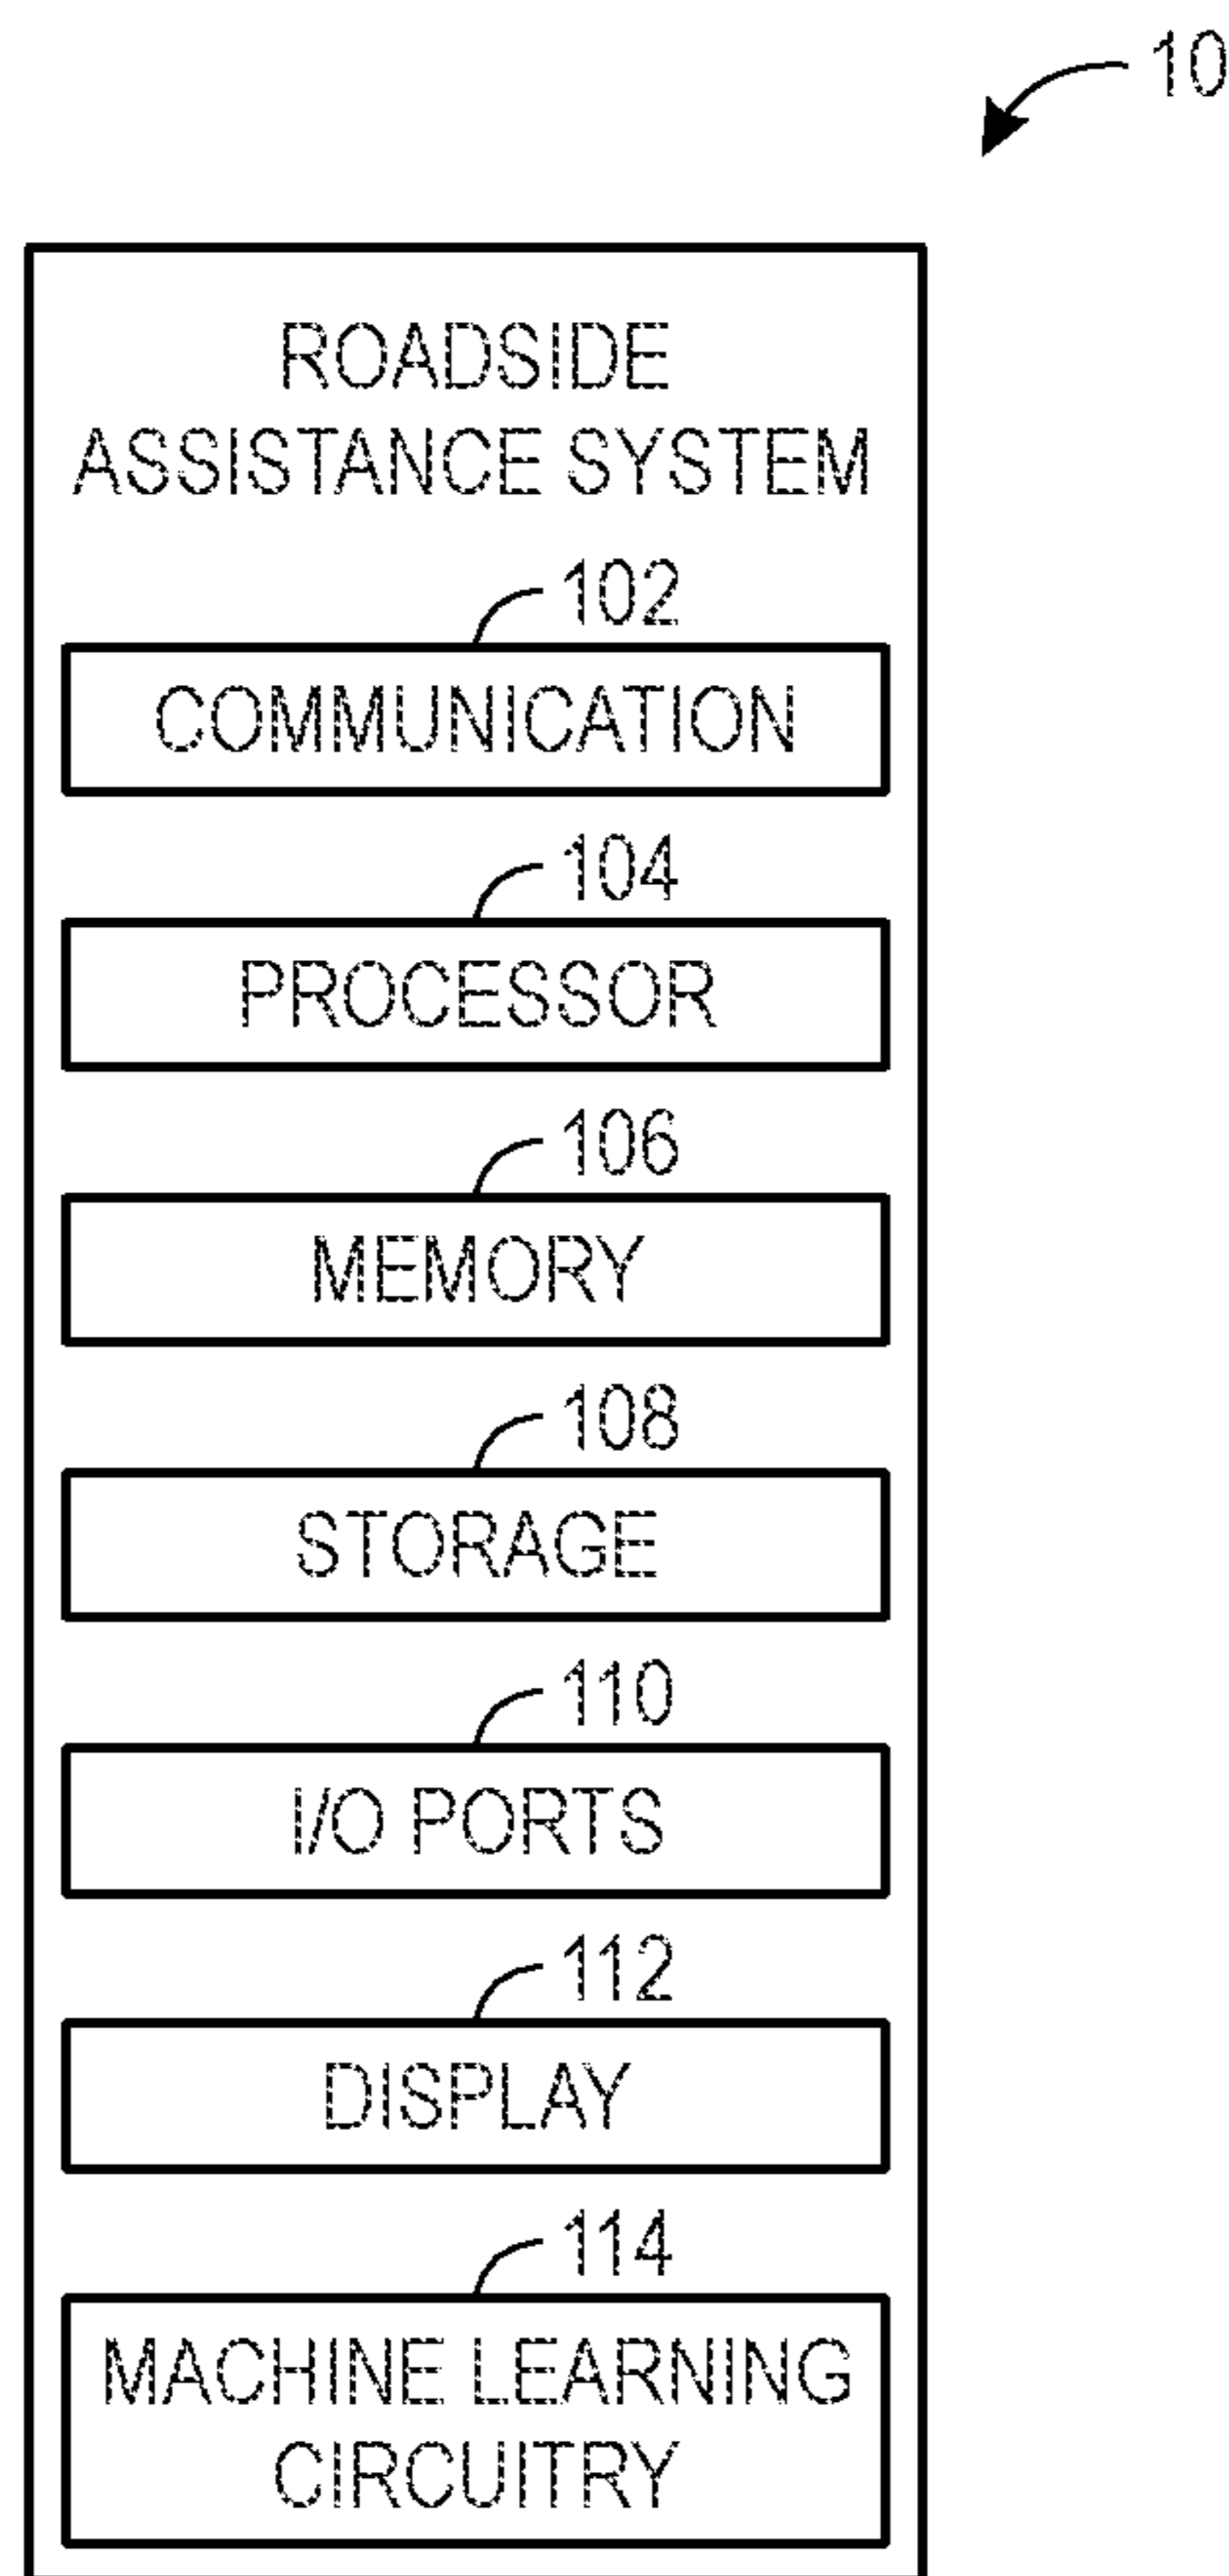 10
ROADSIDE
ASSISTANCE SYSTEM
102
COMMUNICATION
104
PROCESSOR
106
MEMORY
108
STORAGE
110
I/O PORTS
112
DISPLAY
114
MACHINE LEARNING
CIRCUITRY